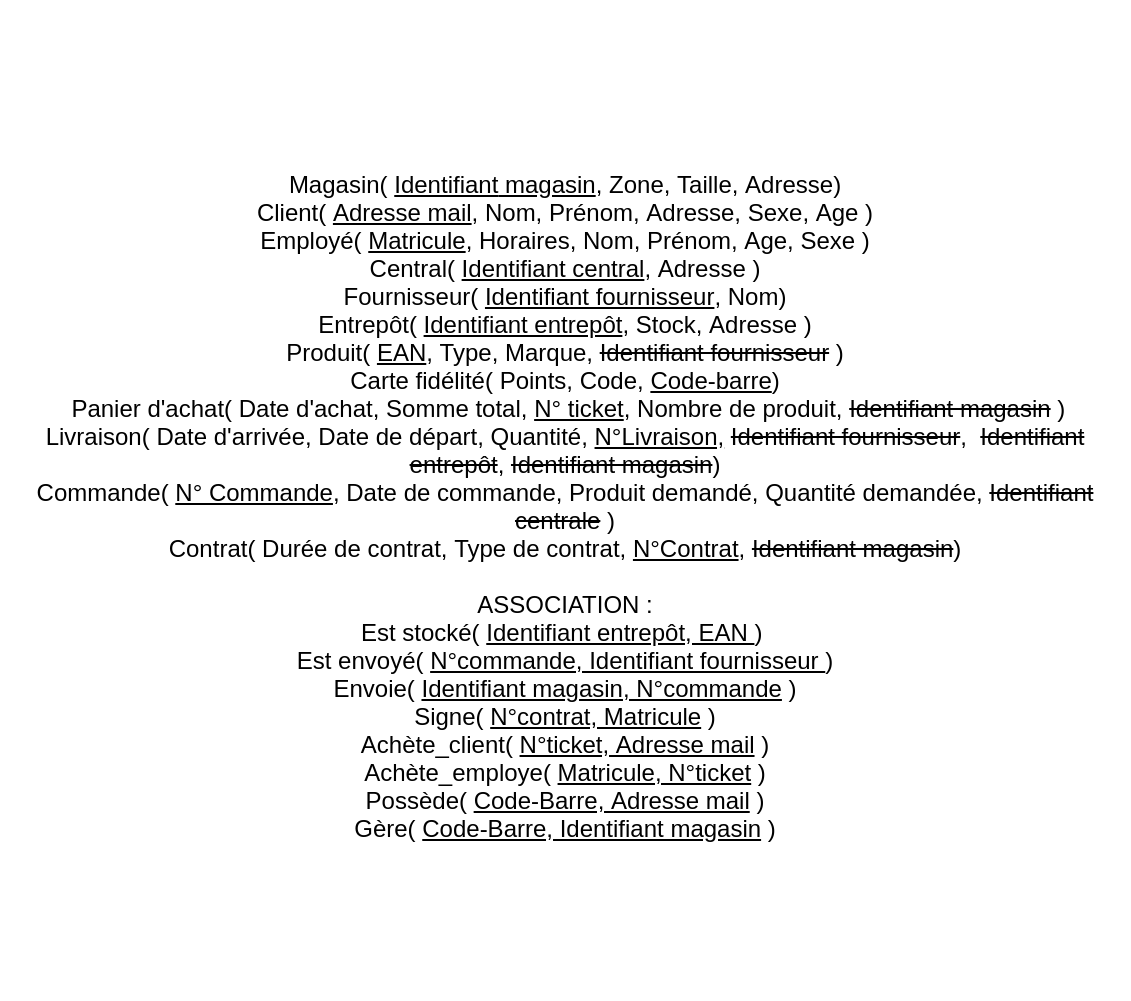 Magasin( Identifiant magasin, Zone, Taille, Adresse)
Client( Adresse mail, Nom, Prénom, Adresse, Sexe, Age )
Employé( Matricule, Horaires, Nom, Prénom, Age, Sexe )
Central( Identifiant central, Adresse )
Fournisseur( Identifiant fournisseur, Nom)
Entrepôt( Identifiant entrepôt, Stock, Adresse )
Produit( EAN, Type, Marque, Identifiant fournisseur )
Carte fidélité( Points, Code, Code-barre)
Panier d'achat( Date d'achat, Somme total, N° ticket, Nombre de produit, Identifiant magasin )
Livraison( Date d'arrivée, Date de départ, Quantité, N°Livraison, Identifiant fournisseur, Identifiant
entrepôt, Identifiant magasin)
Commande( N° Commande, Date de commande, Produit demandé, Quantité demandée, Identifiant
centrale )
Contrat( Durée de contrat, Type de contrat, N°Contrat, Identifiant magasin)
ASSOCIATION :
Est stocké( Identifiant entrepôt, EAN )
Est envoyé( N°commande, Identifiant fournisseur )
Envoie( Identifiant magasin, N°commande )
Signe( N°contrat, Matricule )
Achète_client( N°ticket, Adresse mail )
Achète_employe( Matricule, N°ticket )
Possède( Code-Barre, Adresse mail )
Gère( Code-Barre, Identifiant magasin )